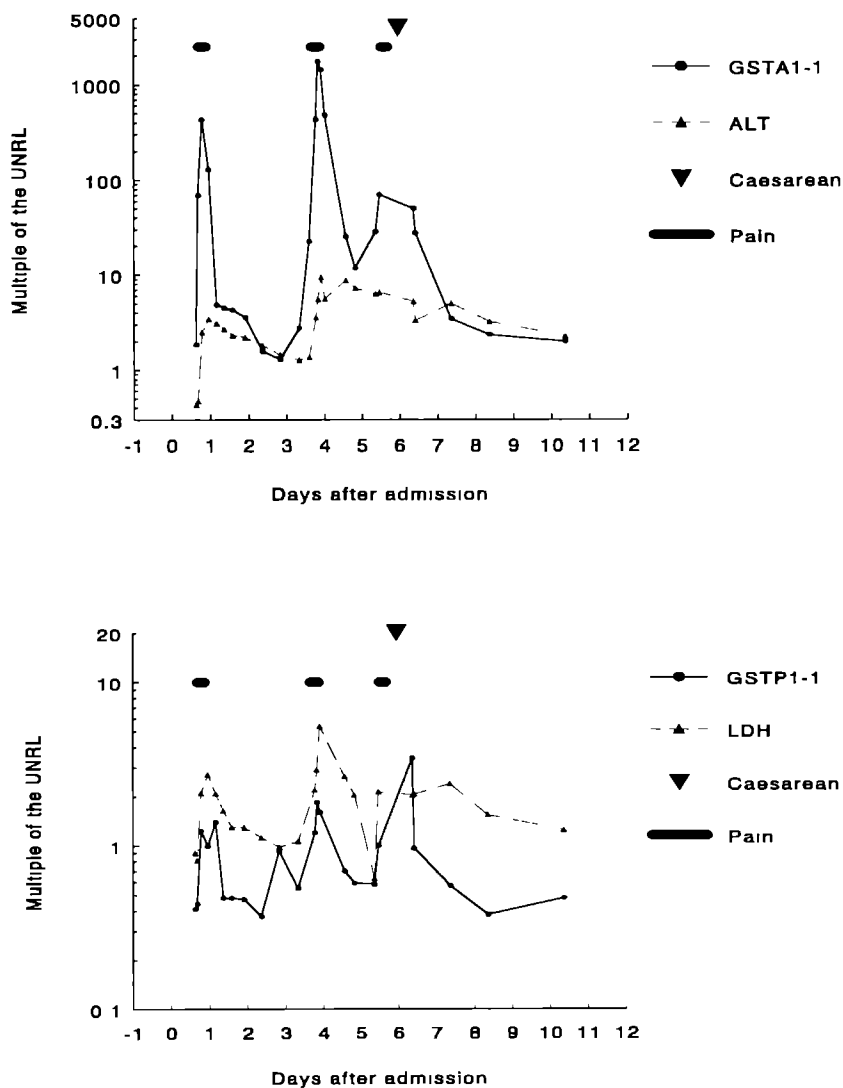 5000
1000
100
10
1
0.3
Multiple of the UNRL
-1 0 1 2 3 4 5 6 7 8 9 10 11 12
Days after admission
GSTA1-1
ALT
Caesarean
Pain
20
10
1
0 1
Multiple of the UNRL
-1 0 1 2 3 4 5 6 7 8 9 10 11 12
Days after admission
GSTP1-1
LDH
Caesarean
Pain